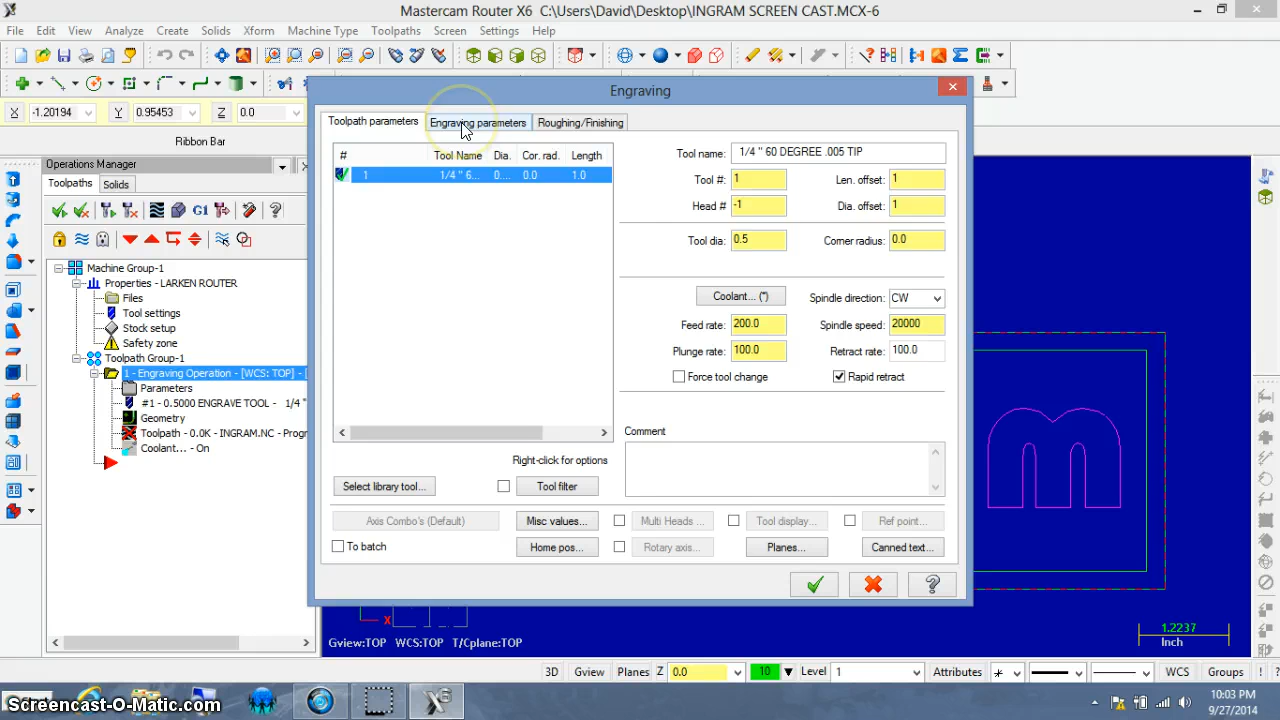 Mastercam Router X6 C:\Users\David\Desktop\INGRAM SCREEN CAST.MCX-6
File Edit View Analyze Create Solids Xform Machine Type Toolpaths Screen Settings Help
X -1.20194 Y 0.95453 Z 0.0
Ribbon Bar
Operations Manager
Toolpaths Solids
G1
Machine Group-1
Properties - LARKEN ROUTER
Files
Tool settings
Stock setup
Safety zone
Toolpath Group-1
1 - Engraving Operation - [WCS: TOP] - [
Parameters
#1 - 0.5000 ENGRAVE TOOL - 1/4 "
Geometry
Toolpath - 0.0K - INGRAM.NC - Progr
Coolant... - On
Engraving
Toolpath parameters Engraving parameters Roughing/Finishing
# Tool Name Dia. Cor. rad. Length
1 1/4 " 6... 0.... 0.0 1.0
Right-click for options
Select library tool... Tool filter
Axis Combo's (Default) Misc values... Multi Heads ... Tool display... Ref point...
To batch Home pos... Rotary axis... Planes... Canned text...
Tool name: 1/4 " 60 DEGREE .005 TIP
Tool #: 1 Len. offset: 1
Head # -1 Dia. offset: 1
Tool dia: 0.5 Corner radius: 0.0
Coolant... (*) Spindle direction: CW
Feed rate: 200.0 Spindle speed: 20000
Plunge rate: 100.0 Retract rate: 100.0
Force tool change Rapid retract
Comment
m
X
Gview:TOP WCS:TOP T/Cplane:TOP
1.2237
Inch
3D Gview Planes Z 0.0 10 Level 1 Attributes WCS Groups ! ?
Screencast-O-Matic.com
10:03 PM
9/27/2014